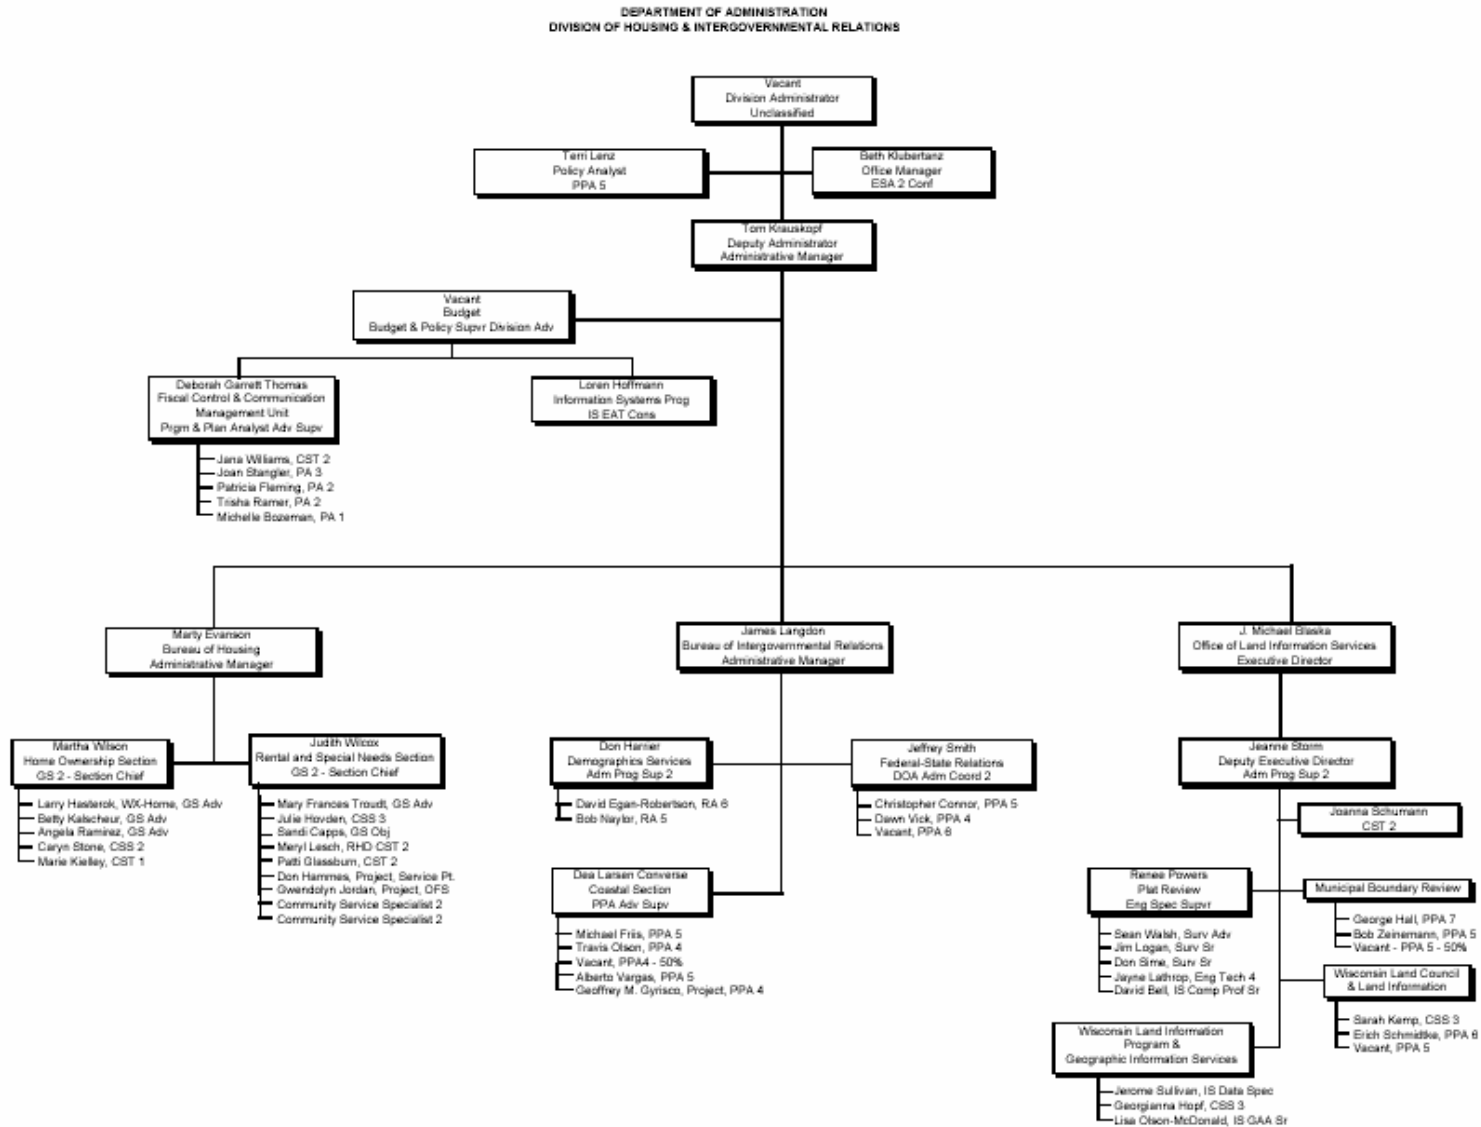 DEPARTMENT OF ADMINISTRATION
DIVISION OF HOUSING & INTERGOVERNMENTAL RELATIONS
Vacant
Division Administrator
Unclassified
Terri Lenz
Policy Analyst
PPA 5
Beth Klubertanz
Office Manager
ESA 2 Conf
Tom Krauskopf
Deputy Administrator
Administrative Manager
Vacant
Budget
Budget & Policy Supvr Division Adv
Deborah Garrett Thomas
Fiscal Control & Communication
Management Unit
Prgm & Plan Analyst Adv Supv
Jana Williams, CST 2
Joan Stangler, PA 3
Patricia Fleming, PA 2
Trisha Ramer, PA 2
Michelle Bozeman, PA 1
Loren Hoffmann
Information Systems Prog
IS EAT Cons
Marty Evanson
Bureau of Housing
Administrative Manager
James Langdon
Bureau of Intergovernmental Relations
Administrative Manager
J. Michael Blaska
Office of Land Information Services
Executive Director
Martha Wilson
Home Ownership Section
GS 2 - Section Chief
Larry Hasterok, WX-Home, GS Adv
Betty Kalscheur, GS Adv
Angela Ramirez, GS Adv
Caryn Stone, CSS 2
Marie Kielley, CST 1
Judith Wilcox
Rental and Special Needs Section
GS 2 - Section Chief
Mary Frances Troudt, GS Adv
Julie Hovden, CSS 3
Sandi Capps, GS Obj
Meryl Lesch, RHD CST 2
Patti Glassburn, CST 2
Don Hammes, Project, Service Pt.
Gwendolyn Jordan, Project, OFS
Community Service Specialist 2
Community Service Specialist 2
Don Harrier
Demographics Services
Adm Prog Sup 2
David Egan-Robertson, RA 6
Bob Naylor, RA 5
Jeffrey Smith
Federal-State Relations
DOA Adm Coord 2
Christopher Connor, PPA 5
Dawn Vick, PPA 4
Vacant, PPA 6
Dea Larsen Converse
Coastal Section
PPA Adv Supv
Michael Friis, PPA 5
Travis Olson, PPA 4
Vacant, PPA4 - 50%
Alberto Vargas, PPA 5
Geoffrey M. Gyrisco, Project, PPA 4
Jeanne Storm
Deputy Executive Director
Adm Prog Sup 2
Joanna Schumann
CST 2
Renee Powers
Plat Review
Eng Spec Supvr
Sean Walsh, Surv Adv
Jim Logan, Surv Sr
Don Sime, Surv Sr
Jayne Lathrop, Eng Tech 4
David Bell, IS Comp Prof Sr
Municipal Boundary Review
George Hall, PPA 7
Bob Zeinemann, PPA 5
Vacant - PPA 5 - 50%
Wisconsin Land Council
& Land Information
Sarah Kemp, CSS 3
Erich Schmidtke, PPA 6
Vacant, PPA 5
Wisconsin Land Information
Program &
Geographic Information Services
Jerome Sullivan, IS Data Spec
Georgianna Hopf, CSS 3
Lisa Olson-McDonald, IS GAA Sr